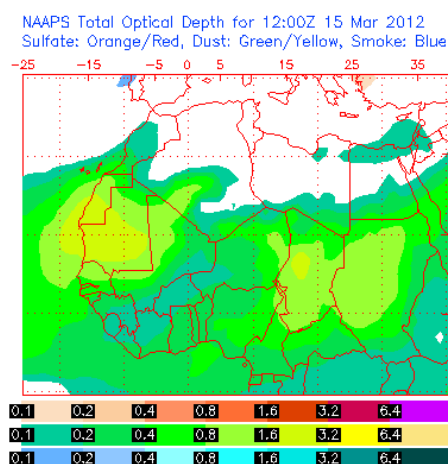 NAAPS Total Optical Depth for 12:00Z 15 Mar 2012
Sulfate: Orange/Red, Dust: Green/Yellow, Smoke: Blue
-25 -15 -5 0 5 15 25 35
0.1 0.2 0.4 0.8 1.6 3.2 6.4
0.1 0.2 0.4 0.8 1.6 3.2 6.4
0.1 0.2 0.4 0.8 1.6 3.2 6.4